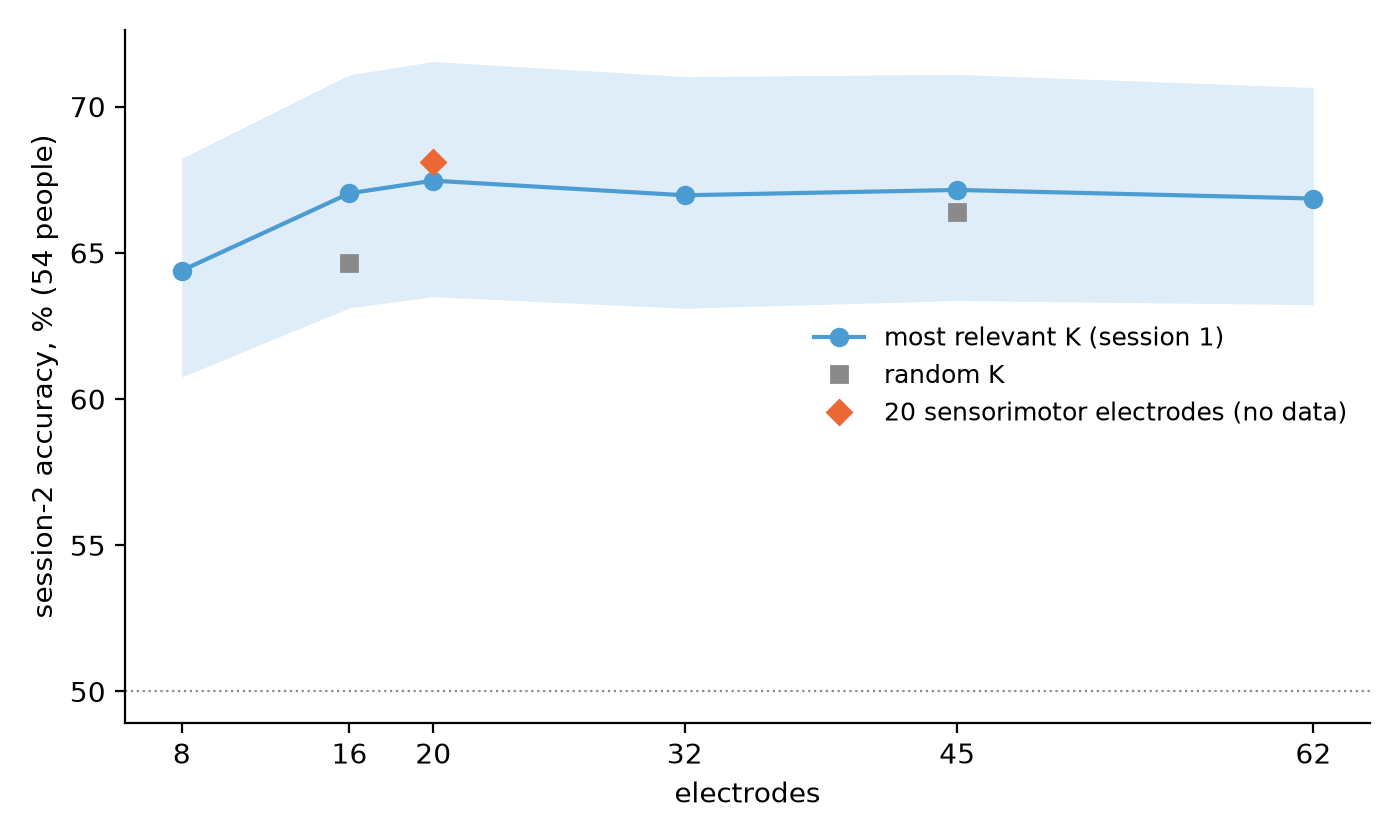 session-2 accuracy, % (54 people)
70
65
60
55
50
most relevant K (session 1)
random K
20 sensorimotor electrodes (no data)
8 16 20 32 45 62
electrodes